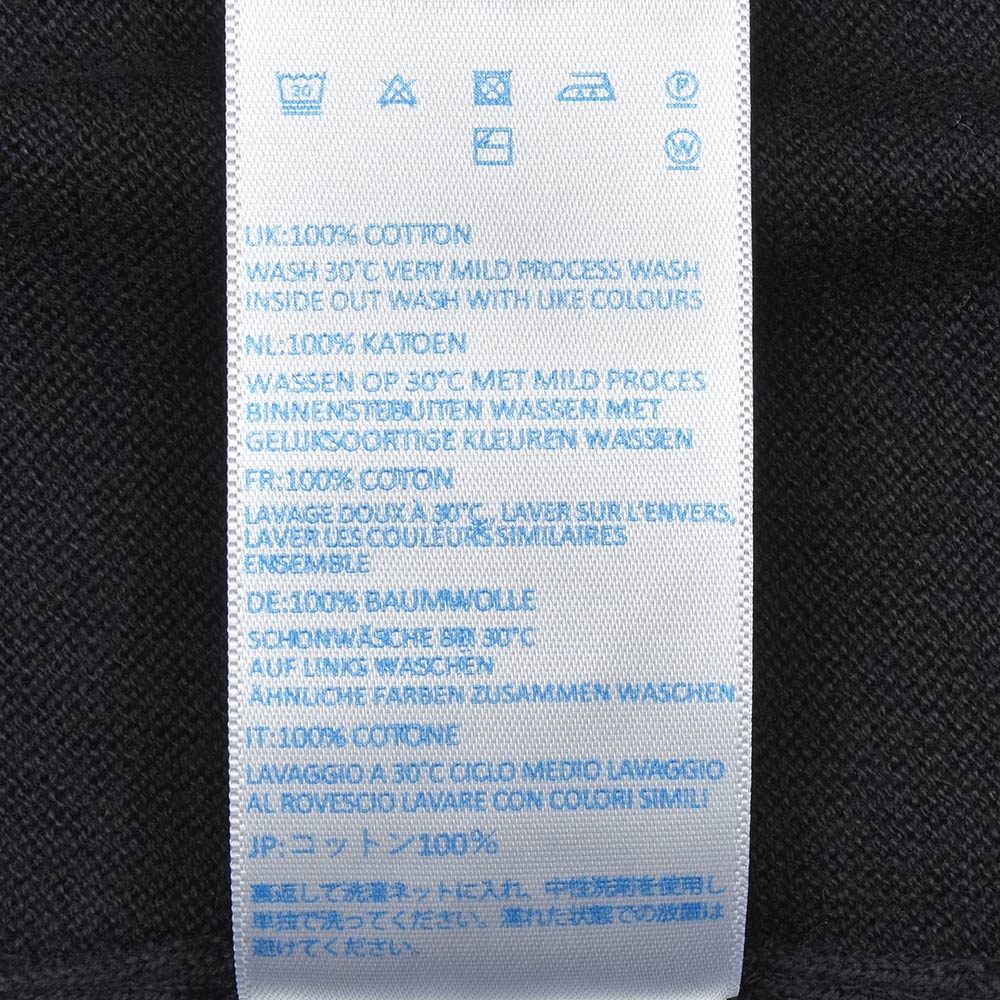 30 P
W
UK:100% COTTON
WASH 30°C VERY MILD PROCESS WASH
INSIDE OUT WASH WITH LIKE COLOURS
NL:100% KATOEN
WASSEN OP 30°C MET MILD PROCES
BINNENSTEBUITEN WASSEN MET
GELIJKSOORTIGE KLEUREN WASSEN
FR:100% COTON
LAVAGE DOUX À 30°C, LAVER SUR L'ENVERS,
LAVER LES COULEURS SIMILAIRES
ENSEMBLE
DE:100% BAUMWOLLE
SCHONWÄSCHE BEI 30°C
AUF LINKS WASCHEN
ÄHNLICHE FARBEN ZUSAMMEN WASCHEN
IT:100% COTONE
LAVAGGIO A 30°C CICLO MEDIO LAVAGGIO
AL ROVESCIO LAVARE CON COLORI SIMILI
JP:コットン100%
裏返して洗濯ネットに入れ、中性洗剤を使用し
単独で洗ってください。濡れた状態での放置は
避けてください。